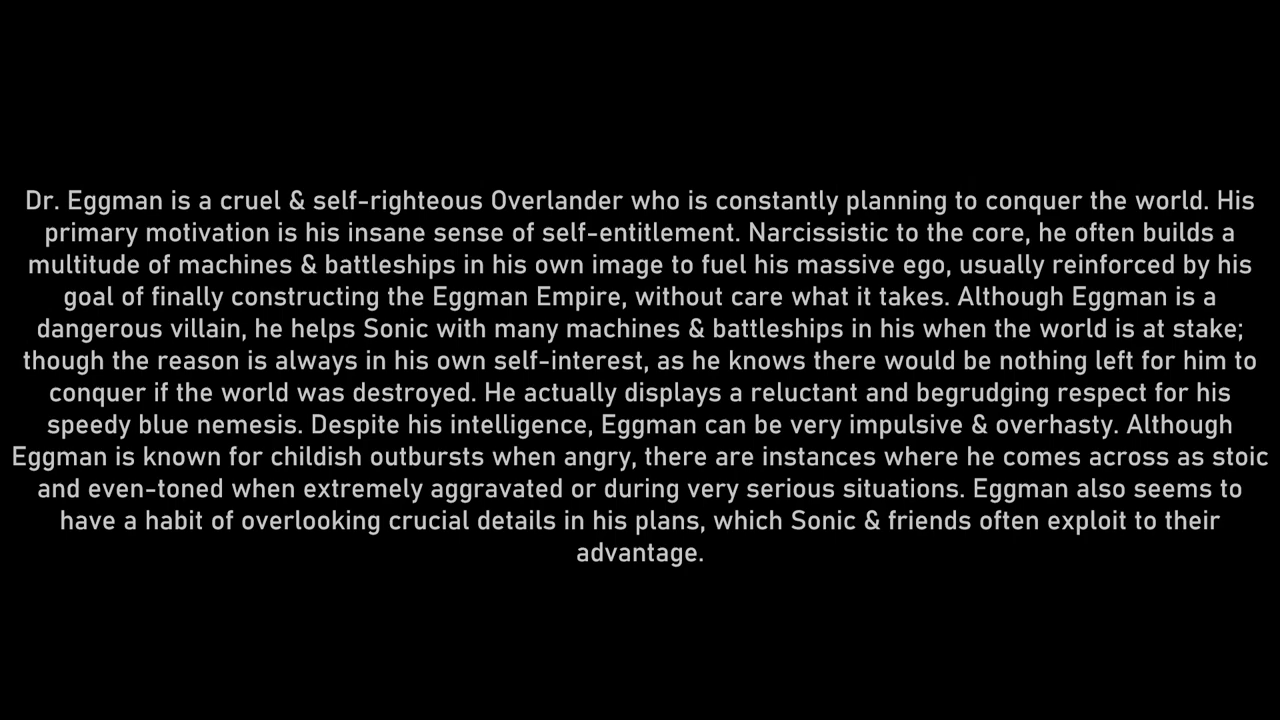 Dr. Eggman is a cruel & self-righteous Overlander who is constantly planning to conquer the world. His
primary motivation is his insane sense of self-entitlement. Narcissistic to the core, he often builds a
multitude of machines & battleships in his own image to fuel his massive ego, usually reinforced by his
goal of finally constructing the Eggman Empire, without care what it takes. Although Eggman is a
dangerous villain, he helps Sonic with many machines & battleships in his when the world is at stake;
though the reason is always in his own self-interest, as he knows there would be nothing left for him to
conquer if the world was destroyed. He actually displays a reluctant and begrudging respect for his
speedy blue nemesis. Despite his intelligence, Eggman can be very impulsive & overhasty. Although
Eggman is known for childish outbursts when angry, there are instances where he comes across as stoic
and even-toned when extremely aggravated or during very serious situations. Eggman also seems to
have a habit of overlooking crucial details in his plans, which Sonic & friends often exploit to their
advantage.